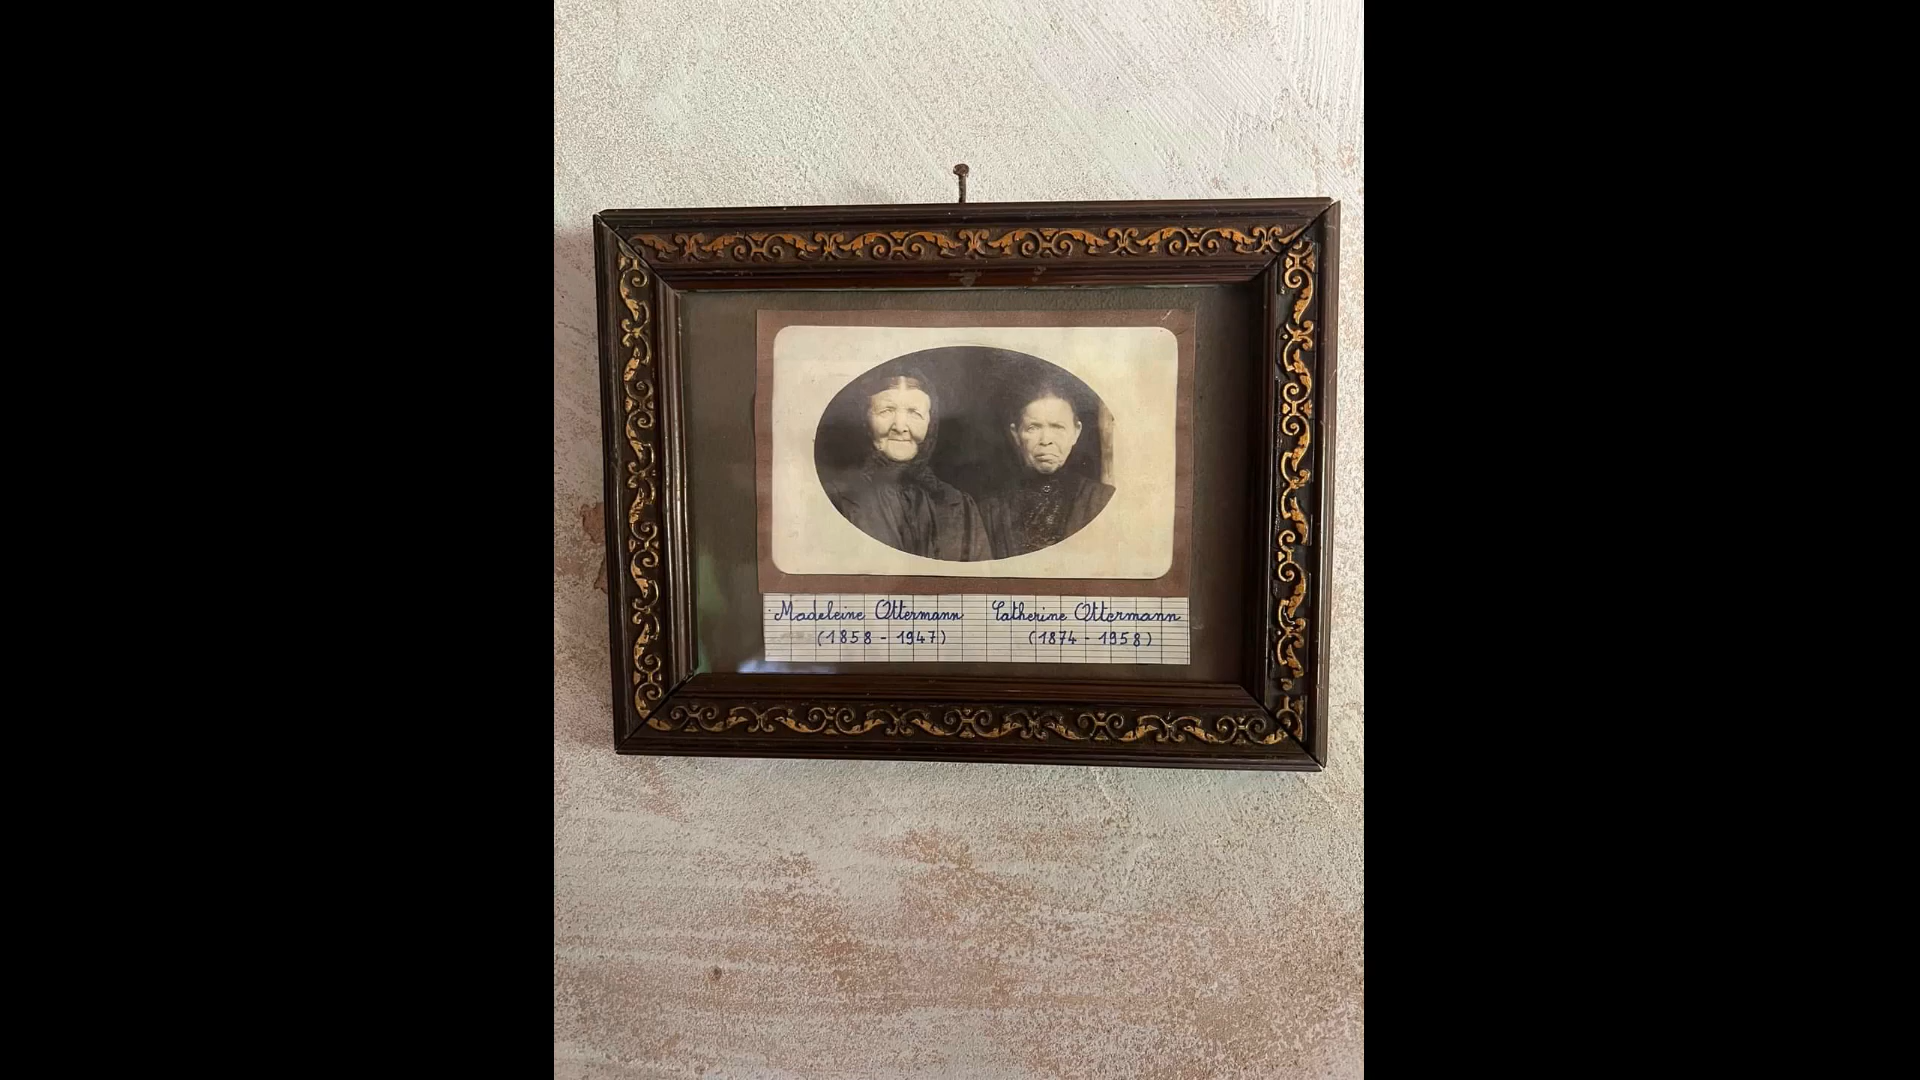 Madeleine Ottermann Catherine Ottermann
(1858 - 1947) (1874 - 1958)